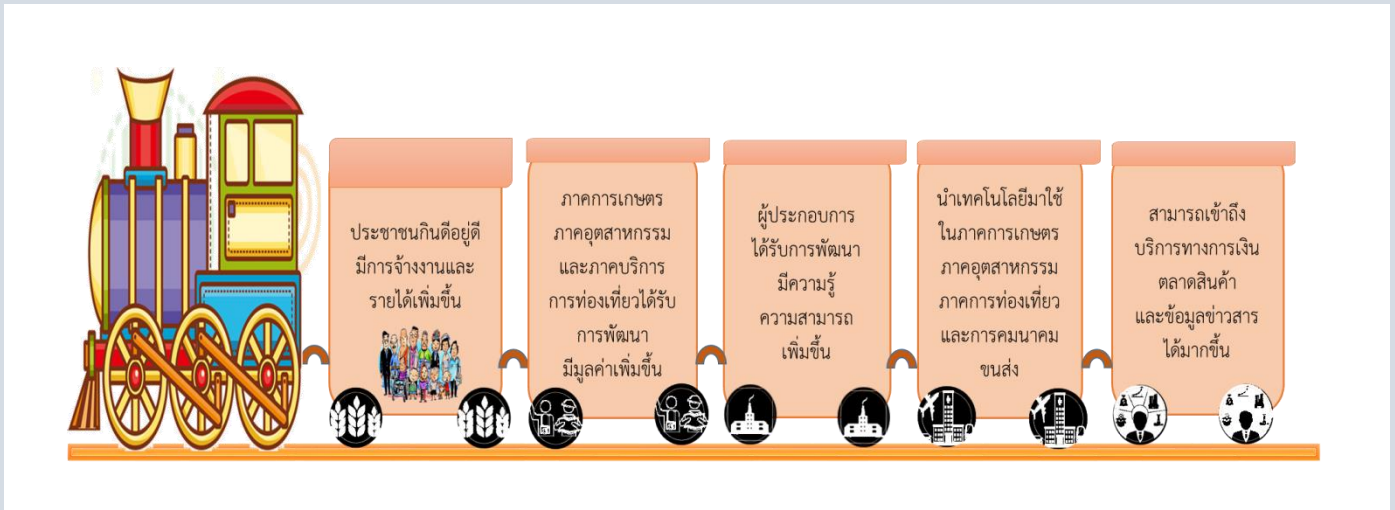 ประชาชนกินดีอยู่ดี
มีการจ้างงานและ
รายได้เพิ่มขึ้น
ภาคการเกษตร
ภาคอุตสาหกรรม
และภาคบริการ
การท่องเที่ยวได้รับ
การพัฒนา
มีมูลค่าเพิ่มขึ้น
ผู้ประกอบการ
ได้รับการพัฒนา
มีความรู้
ความสามารถ
เพิ่มขึ้น
นำเทคโนโลยีมาใช้
ในภาคการเกษตร
ภาคอุตสาหกรรม
ภาคการท่องเที่ยว
และการคมนาคม
ขนส่ง
สามารถเข้าถึง
บริการทางการเงิน
ตลาดสินค้า
และข้อมูลข่าวสาร
ได้มากขึ้น